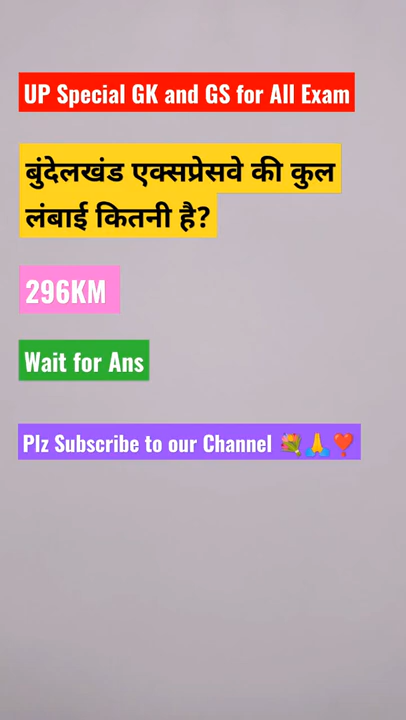 UP Special GK and GS for All Exam
बुंदेलखंड एक्सप्रेसवे की कुल
लंबाई कितनी है?
296KM
Wait for Ans
Plz Subscribe to our Channel 💐🙏❣️